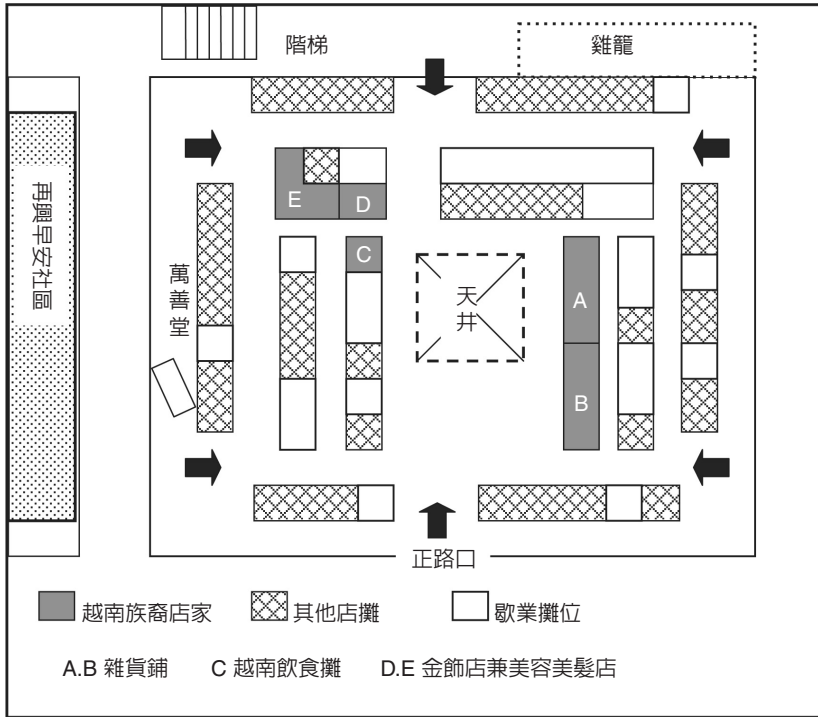 階梯
雞籠
再興早安社區
萬善堂
E
D
C
天井
A
B
正路口
越南族裔店家
其他店攤
歇業攤位
A.B 雜貨鋪
C 越南飲食攤
D.E 金飾店兼美容美髮店